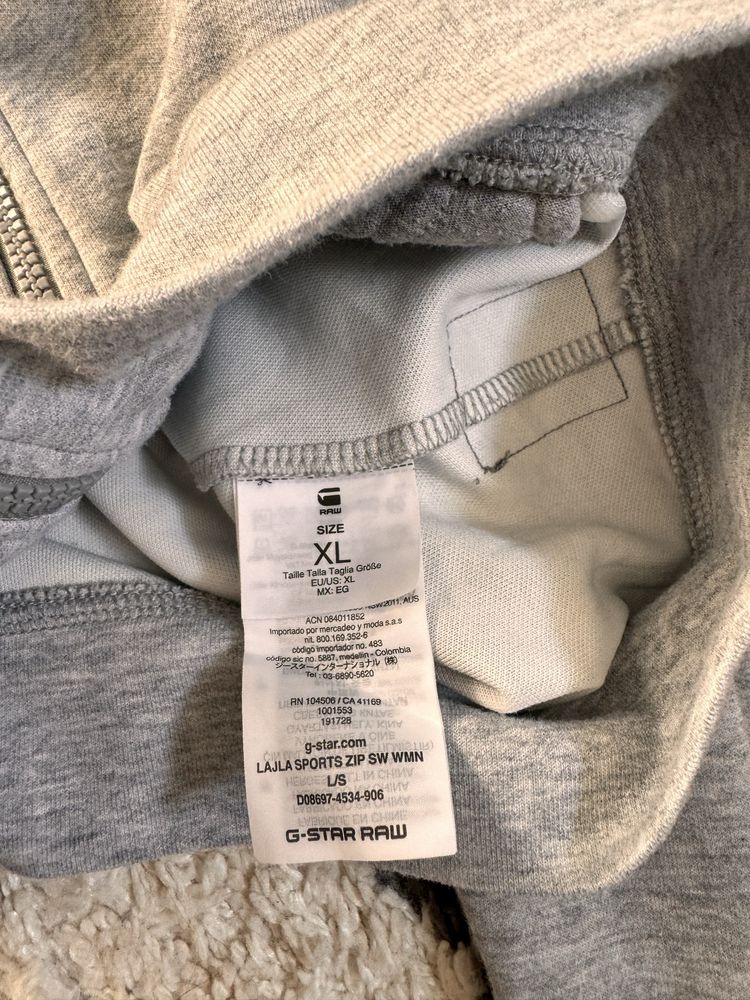 RAW
SIZE
XL
Taille Talla Taglia Größe
EU/US: XL
MX: EG
NSW2011, AUS
ACN 084011852
Importado por mercadeo y moda s.a.s
nit. 800.169.352-6
código importador no. 483
código sic no. 5887, medellin - Colombia
ジースターインターナショナル（株）
Tel : 03-6890-5620
RN 104506 / CA 41169
1001553
191728
g-star.com
LAJLA SPORTS ZIP SW WMN
L/S
D08697-4534-906
G-STAR RAW